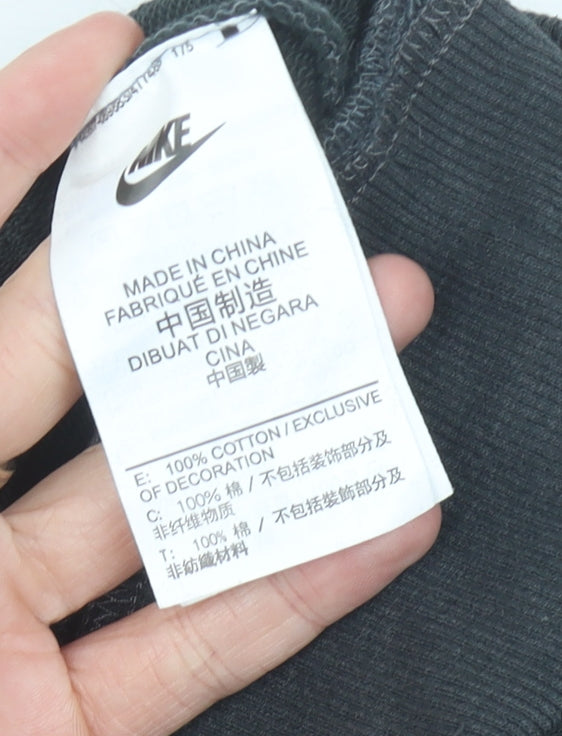 1/5
NIKE
MADE IN CHINA
FABRIQUÉ EN CHINE
中国制造
DIBUAT DI NEGARA
CINA
中國製
E: 100% COTTON / EXCLUSIVE
OF DECORATION
C: 100% 棉 / 不包括装饰部分及
非纤维物质
T: 100% 棉 / 不包括裝飾部分及
非紡織材料